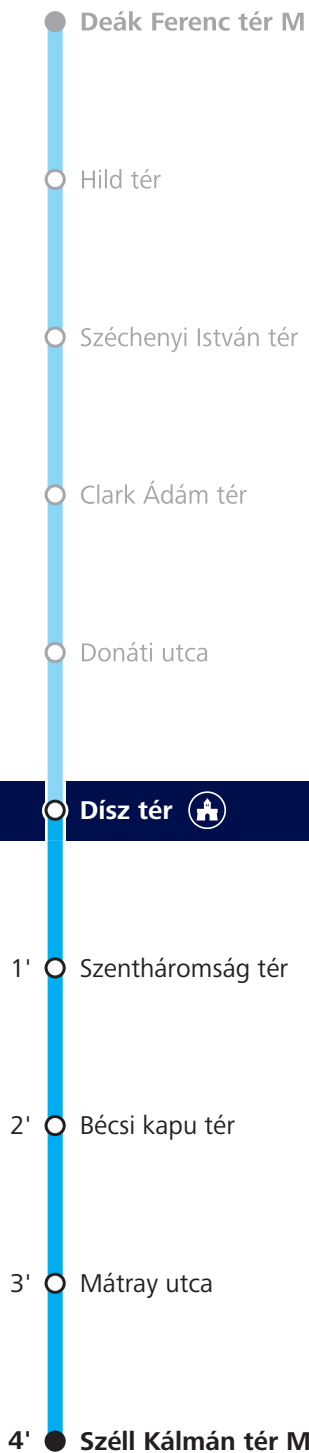 Deák Ferenc tér M
Hild tér
Széchenyi István tér
Clark Ádám tér
Donáti utca
Dísz tér
1' Szentháromság tér
2' Bécsi kapu tér
3' Mátray utca
4' Széll Kálmán tér M